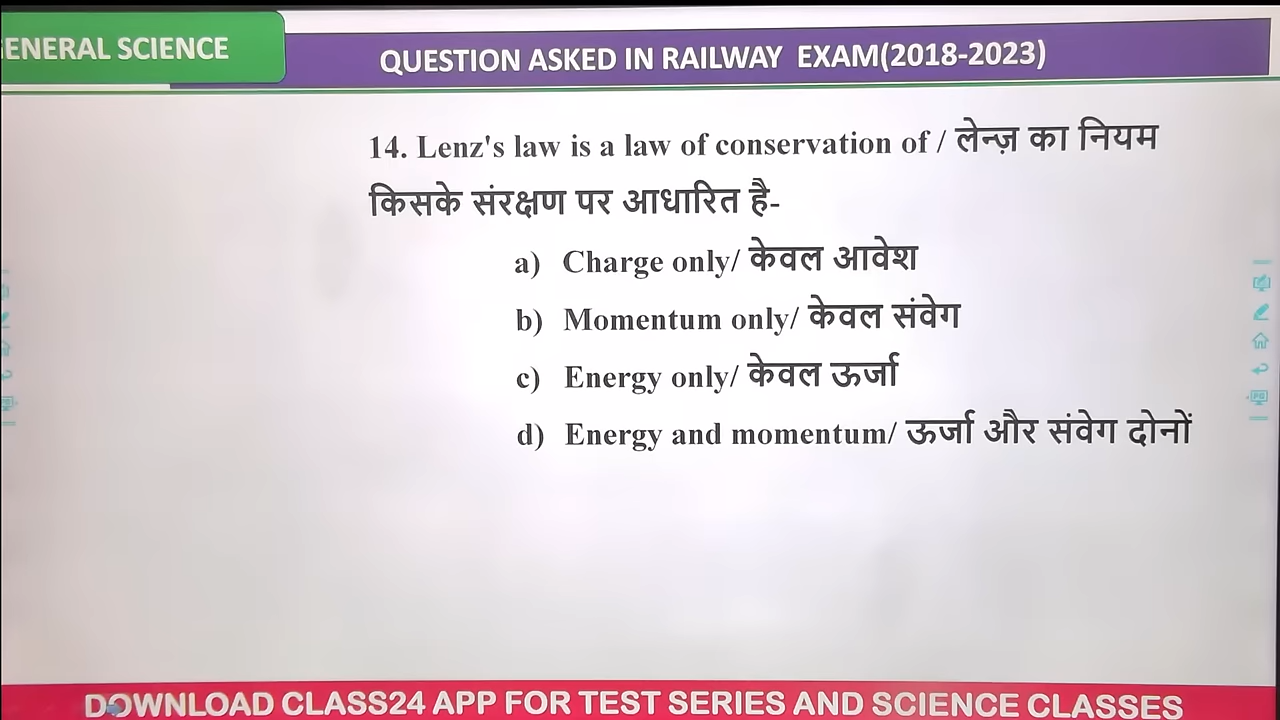 ENERAL SCIENCE
QUESTION ASKED IN RAILWAY EXAM(2018-2023)
14. Lenz's law is a law of conservation of / लेन्ज़ का नियम
किसके संरक्षण पर आधारित है-
a) Charge only/ केवल आवेश
b) Momentum only/ केवल संवेग
c) Energy only/ केवल ऊर्जा
d) Energy and momentum/ ऊर्जा और संवेग दोनों
DOWNLOAD CLASS24 APP FOR TEST SERIES AND SCIENCE CLASSES